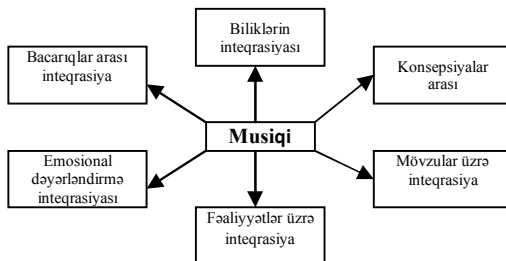 Biliklərin
inteqrasiyası
Bacarıqlar arası
inteqrasiya
Konsepsiyalar
arası
Musiqi
Emosional
dəyərləndirmə
inteqrasiyası
Mövzular üzrə
inteqrasiya
Fəaliyyətlər üzrə
inteqrasiya